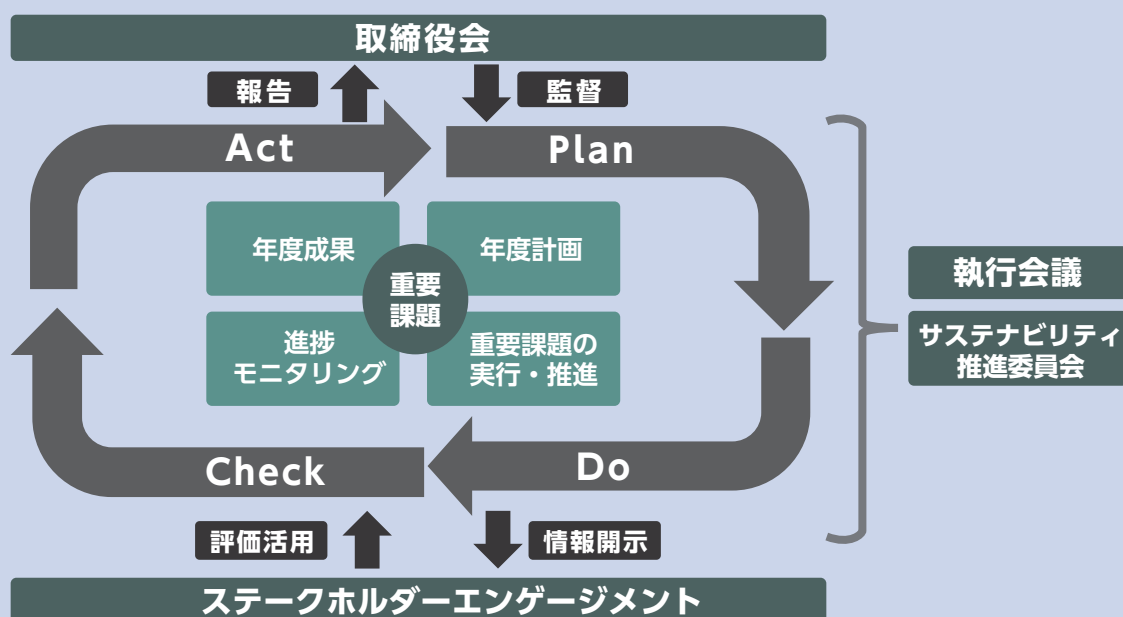 取締役会
報告
監督
Act
Plan
年度成果
年度計画
重要
課題
進捗
モニタリング
重要課題の
実行・推進
執行会議
サステナビリティ
推進委員会
Check
Do
評価活用
情報開示
ステークホルダーエンゲージメント